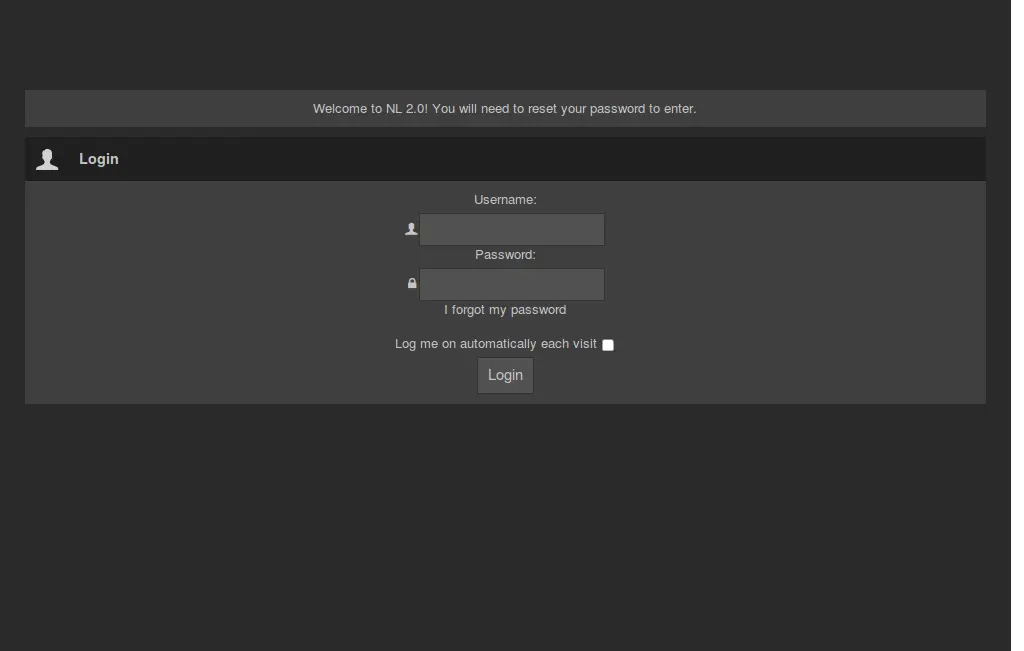 Welcome to NL 2.0! You will need to reset your password to enter.
Login
Username:
Password:
I forgot my password
Log me on automatically each visit
Login